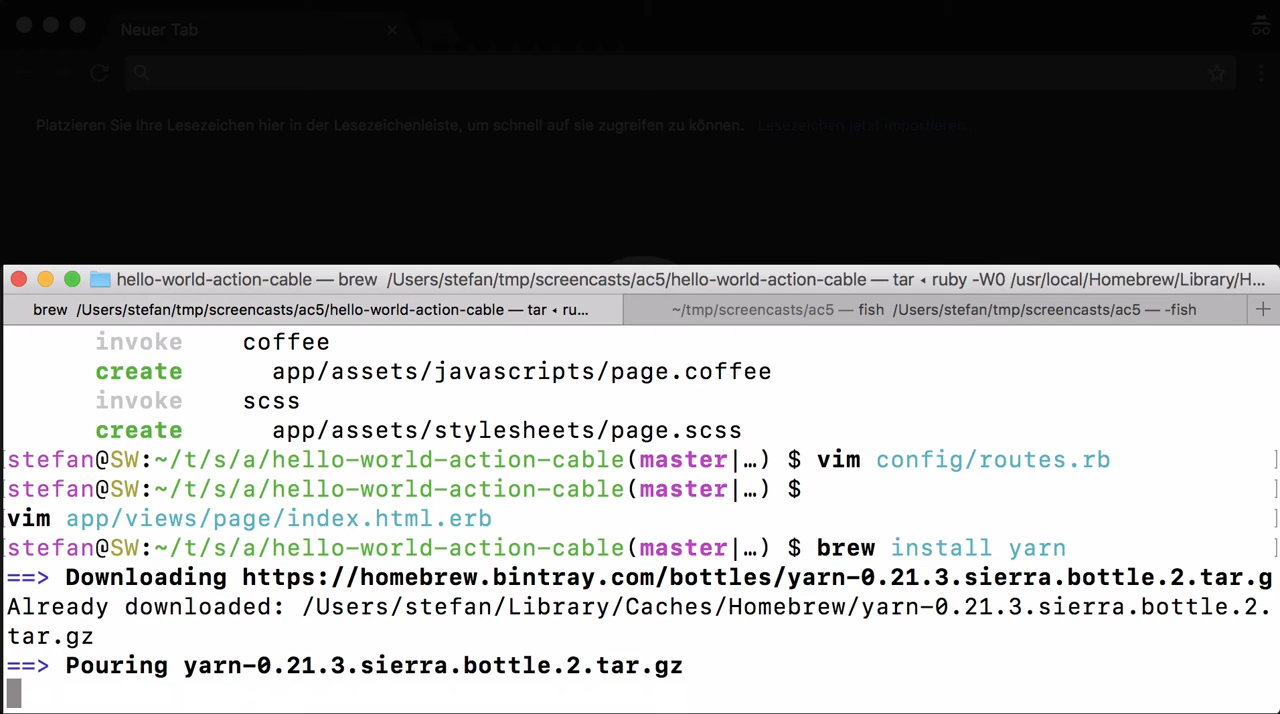 Neuer Tab
Platzieren Sie Ihre Lesezeichen hier in der Lesezeichenleiste, um schnell auf sie zugreifen zu können. Lesezeichen jetzt importieren...
hello-world-action-cable — brew /Users/stefan/tmp/screencasts/ac5/hello-world-action-cable — tar ◂ ruby -W0 /usr/local/Homebrew/Library/H...
brew /Users/stefan/tmp/screencasts/ac5/hello-world-action-cable — tar ◂ ru... ~/tmp/screencasts/ac5 — fish /Users/stefan/tmp/screencasts/ac5 — -fish
invoke coffee
create app/assets/javascripts/page.coffee
invoke scss
create app/assets/stylesheets/page.scss
stefan@SW:~/t/s/a/hello-world-action-cable(master|…) $ vim config/routes.rb
stefan@SW:~/t/s/a/hello-world-action-cable(master|…) $
vim app/views/page/index.html.erb
stefan@SW:~/t/s/a/hello-world-action-cable(master|…) $ brew install yarn
==> Downloading https://homebrew.bintray.com/bottles/yarn-0.21.3.sierra.bottle.2.tar.g
Already downloaded: /Users/stefan/Library/Caches/Homebrew/yarn-0.21.3.sierra.bottle.2.
tar.gz
==> Pouring yarn-0.21.3.sierra.bottle.2.tar.gz